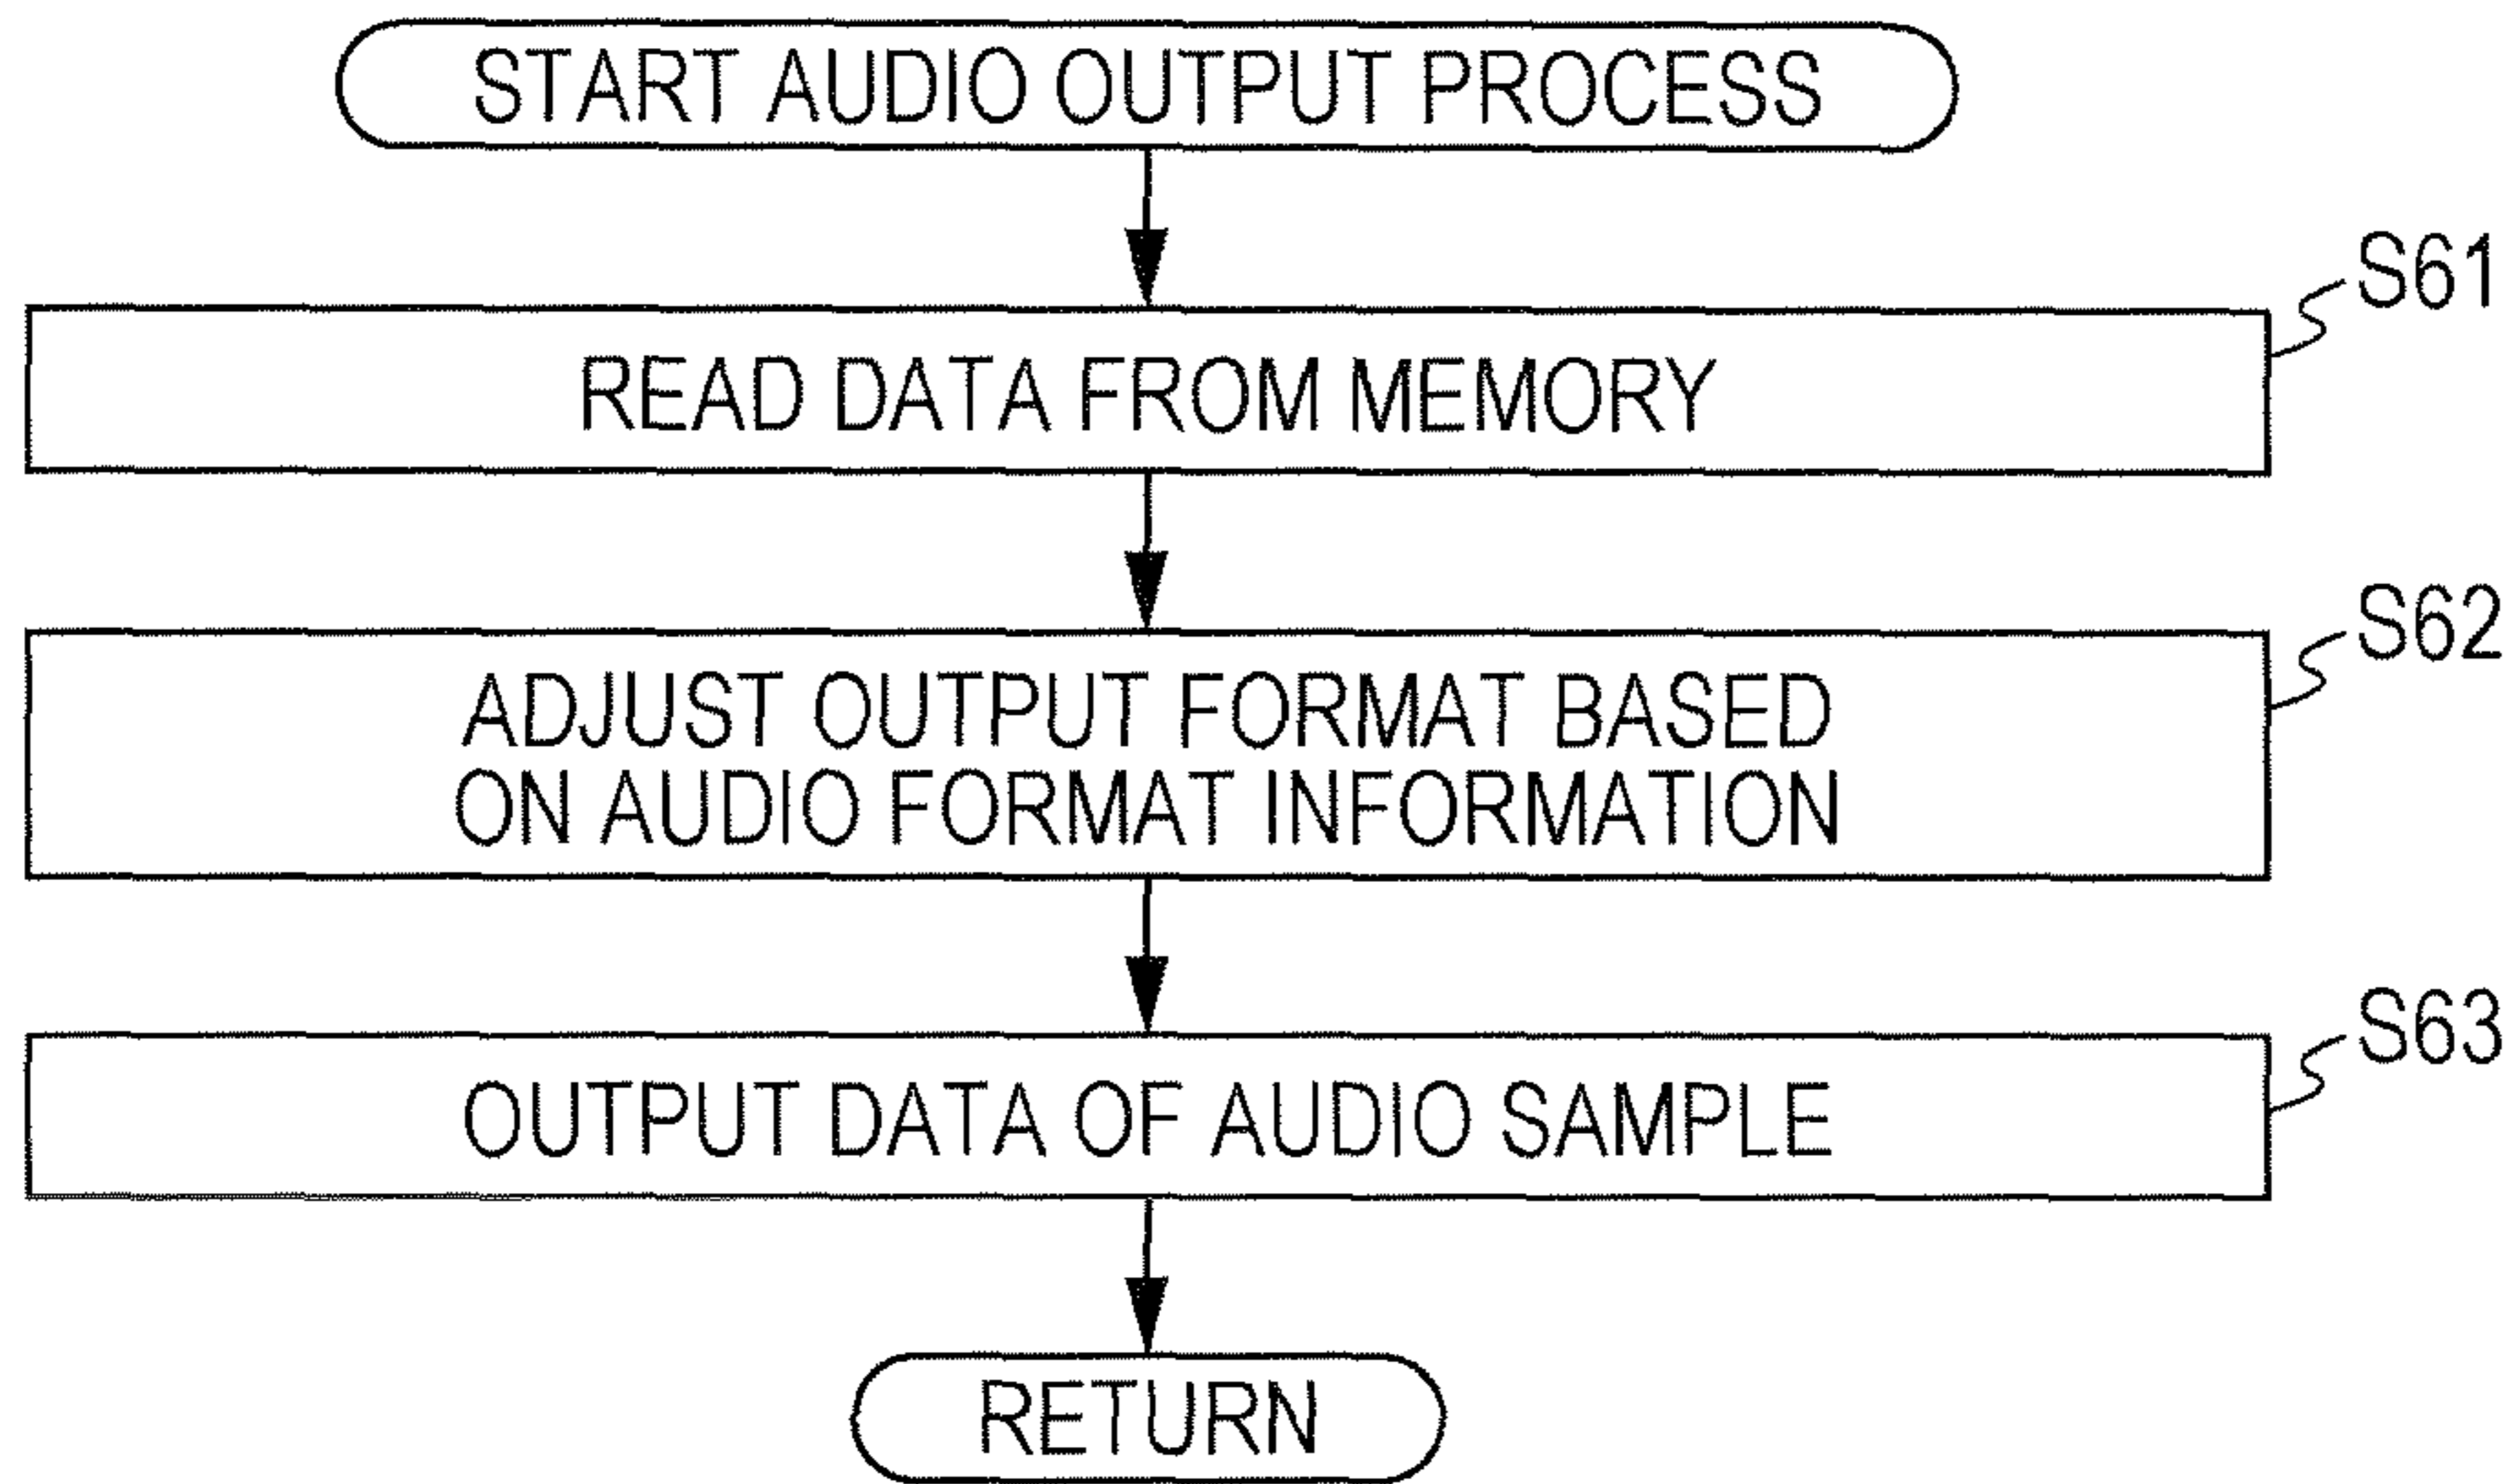 START AUDIO OUTPUT PROCESS
S61
READ DATA FROM MEMORY
S62
ADJUST OUTPUT FORMAT BASED
ON AUDIO FORMAT INFORMATION
S63
OUTPUT DATA OF AUDIO SAMPLE
RETURN